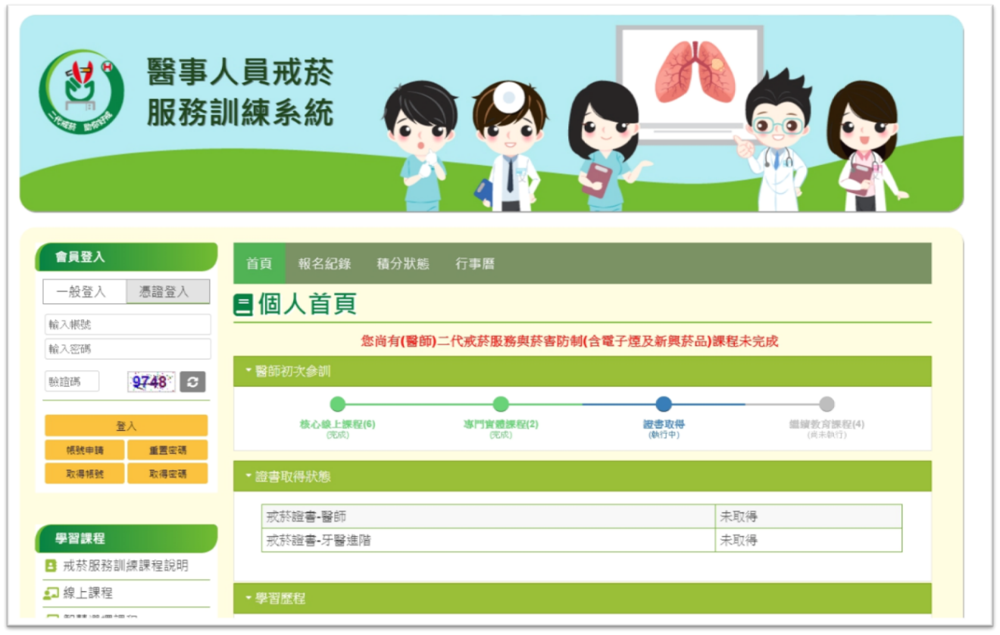 醫事人員戒菸
服務訓練系統
二代戒菸 助你好戒
會員登入
一般登入
憑證登入
輸入帳號
輸入密碼
驗證碼
9748
登入
帳號申請
重置密碼
取得帳號
取得密碼
學習課程
戒菸服務訓練課程說明
線上課程
首頁 報名紀錄 積分狀態 行事曆
個人首頁
您尚有(醫師)二代戒菸服務與菸害防制(含電子煙及新興菸品)課程未完成
醫師初次參訓
核心線上課程(6)
(完成)
專門實體課程(2)
(完成)
證書取得
(執行中)
繼續教育課程(4)
(尚未執行)
證書取得狀態
戒菸證書-醫師 未取得
戒菸證書-牙醫進階 未取得
學習歷程